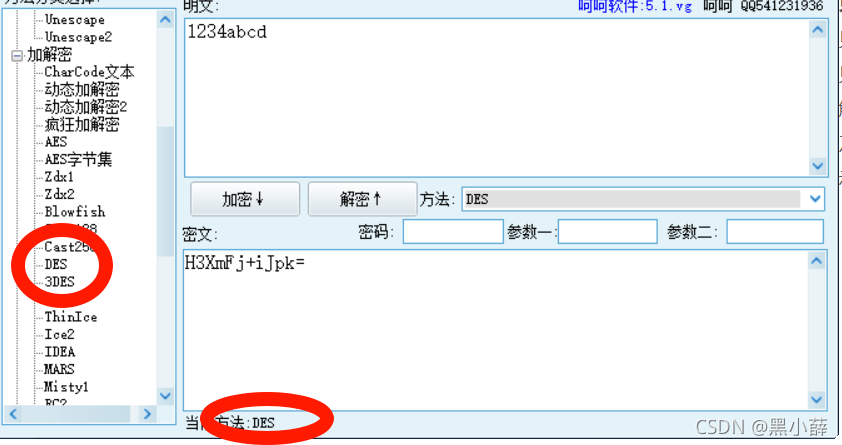 明文:
呵呵软件:5.1.vg 呵呵 QQ541231936
Unescape
Unescape2
加解密
CharCode文本
动态加解密
动态加解密2
疯狂加解密
AES
AES字节集
Zdx1
Zdx2
Blowfish
DES
3DES
ThinIce
Ice2
IDEA
MARS
Misty1
RC2
1234abcd
加密↓
解密↑
方法:
DES
密文:
密码:
参数一:
参数二:
H3XmFj+iJpk=
方法:DES
CSDN @黑小薛